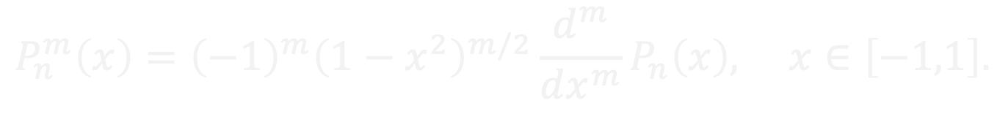 $P_n^m(x) = (-1)^m (1 - x^2)^{m/2} \frac{d^m}{dx^m} P_n(x), \quad x \in [-1,1].$